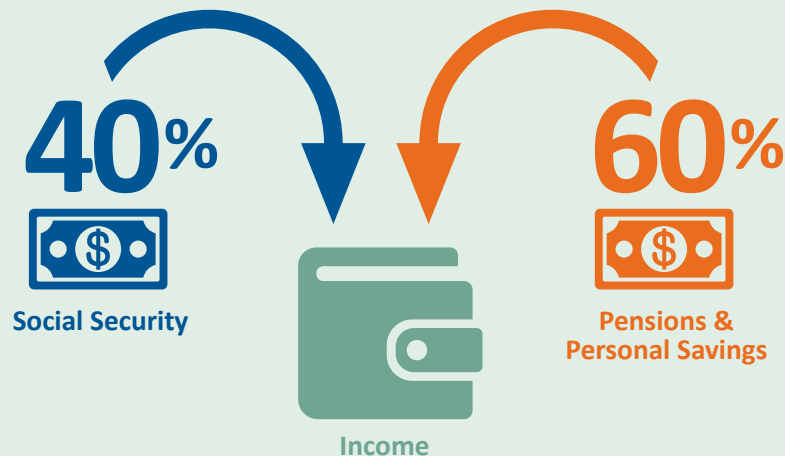 40%
$
Social Security
60%
$
Pensions &
Personal Savings
Income